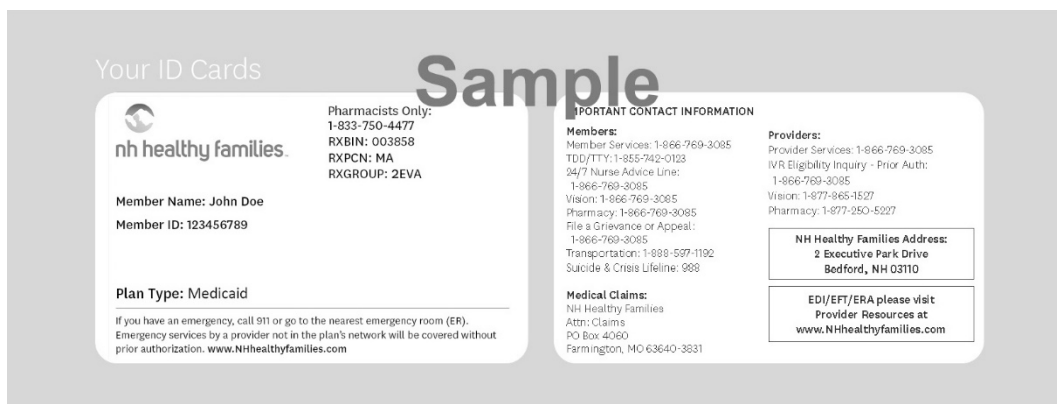 Your ID Cards
Sample
nh healthy families™
Pharmacists Only:
1-833-750-4477
RXBIN: 003858
RXPCN: MA
RXGROUP: 2EVA
Member Name: John Doe
Member ID: 123456789
Plan Type: Medicaid
If you have an emergency, call 911 or go to the nearest emergency room (ER).
Emergency services by a provider not in the plan's network will be covered without
prior authorization. www.NHhealthyfamilies.com
IMPORTANT CONTACT INFORMATION
Members:
Member Services: 1-866-769-3085
TDD/TTY: 1-855-742-0123
24/7 Nurse Advice Line:
1-866-769-3085
Vision: 1-866-769-3085
Pharmacy: 1-866-769-3085
File a Grievance or Appeal:
1-866-769-3085
Transportation: 1-888-597-1192
Suicide & Crisis Lifeline: 988
Medical Claims:
NH Healthy Families
Attn: Claims
PO Box 4060
Farmington, MO 63640-3831
Providers:
Provider Services: 1-866-769-3085
IVR Eligibility Inquiry - Prior Auth:
1-866-769-3085
Vision: 1-877-865-1527
Pharmacy: 1-877-250-5227
NH Healthy Families Address:
2 Executive Park Drive
Bedford, NH 03110
EDI/EFT/ERA please visit
Provider Resources at
www.NHhealthyfamilies.com